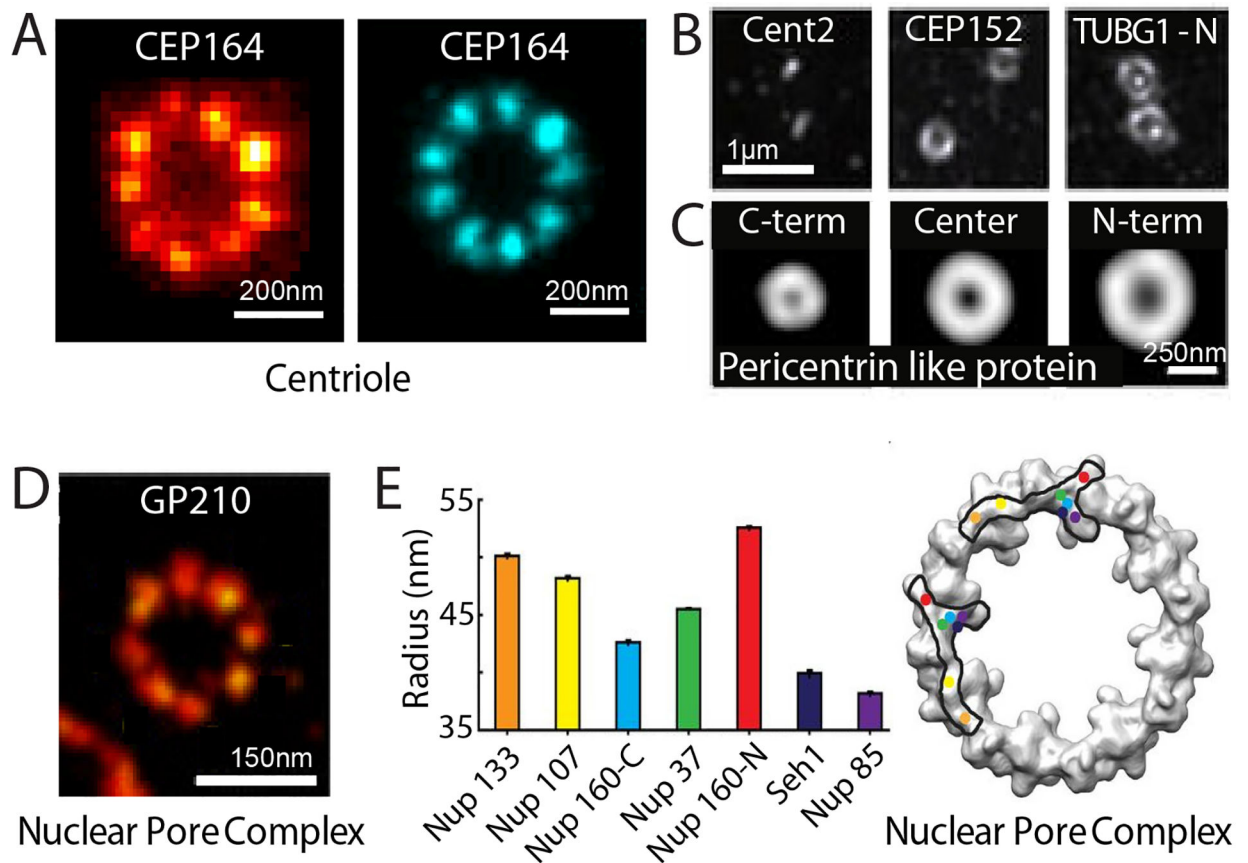 A
CEP164
CEP164
200nm
200nm
Centriole
B
Cent2
CEP152
TUBG1 - N
1µm
C
C-term
Center
N-term
250nm
Pericentrin like protein
D
GP210
150nm
Nuclear Pore Complex
E
55
45
35
Radius (nm)
Nup 133
Nup 107
Nup 160-C
Nup 37
Nup 160-N
Seh1
Nup 85
Nuclear Pore Complex